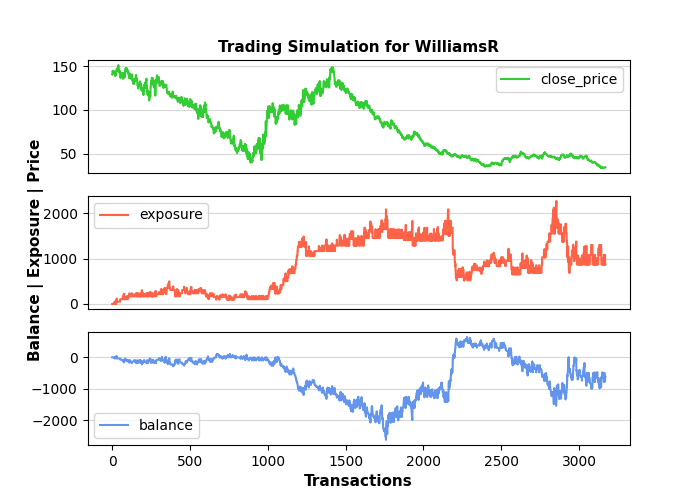 Trading Simulation for WilliamsR
150
100
50
close_price
2000
1000
0
exposure
0
−1000
−2000
balance
Balance | Exposure | Price
0 500 1000 1500 2000 2500 3000
Transactions